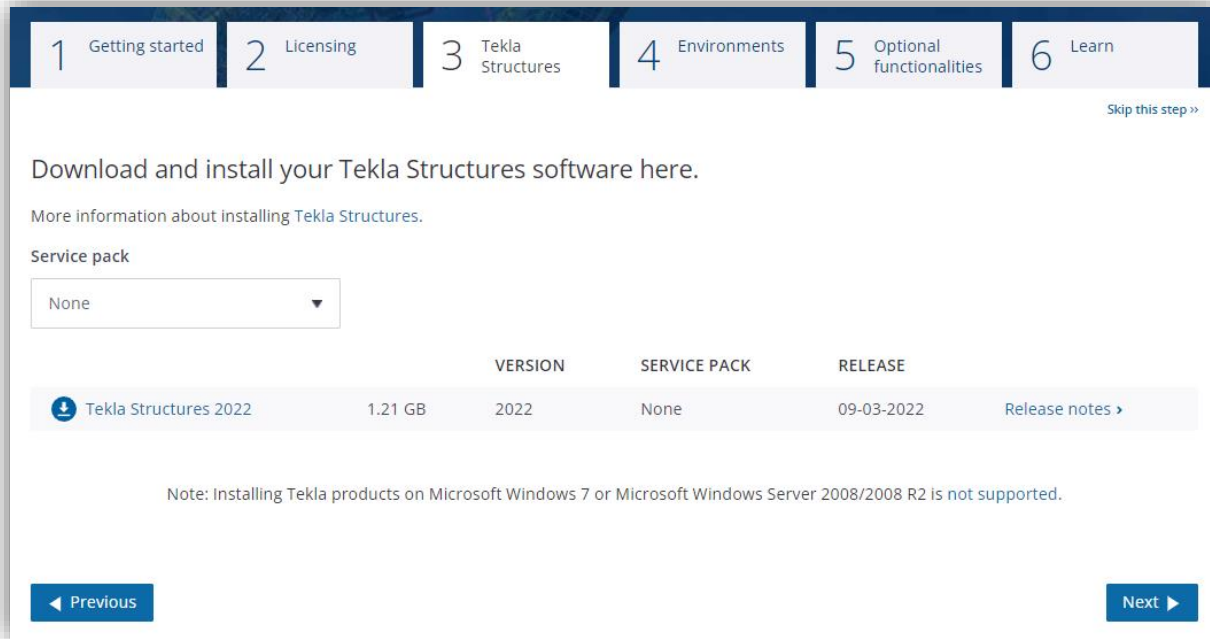 1 Getting started
2 Licensing
3 Tekla
Structures
4 Environments
5 Optional
functionalities
6 Learn
Skip this step »
Download and install your Tekla Structures software here.
More information about installing Tekla Structures.
Service pack
None
VERSION SERVICE PACK RELEASE
Tekla Structures 2022 1.21 GB 2022 None 09-03-2022 Release notes ›
Note: Installing Tekla products on Microsoft Windows 7 or Microsoft Windows Server 2008/2008 R2 is not supported.
Previous
Next